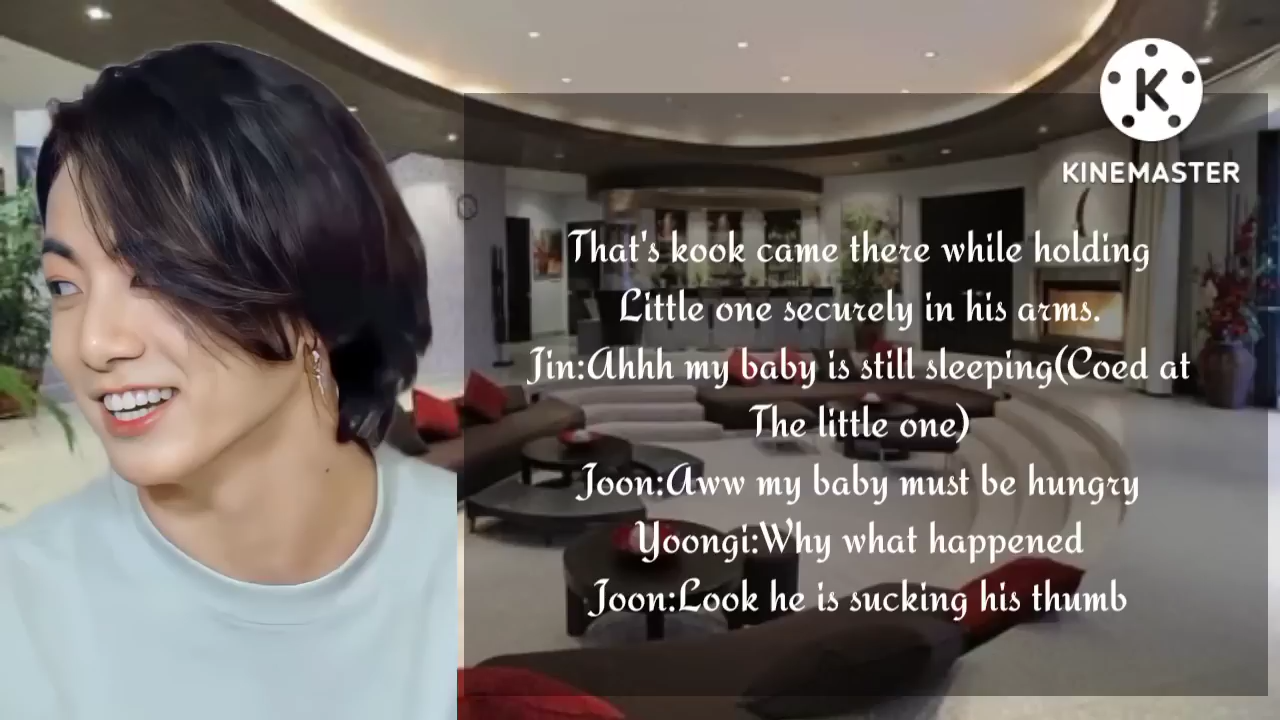 K
KINEMASTER
That's kook came there while holding
Little one securely in his arms.
Jin:Ahhh my baby is still sleeping(Coed at
The little one)
Joon:Aww my baby must be hungry
Yoongi:Why what happened
Joon:Look he is sucking his thumb